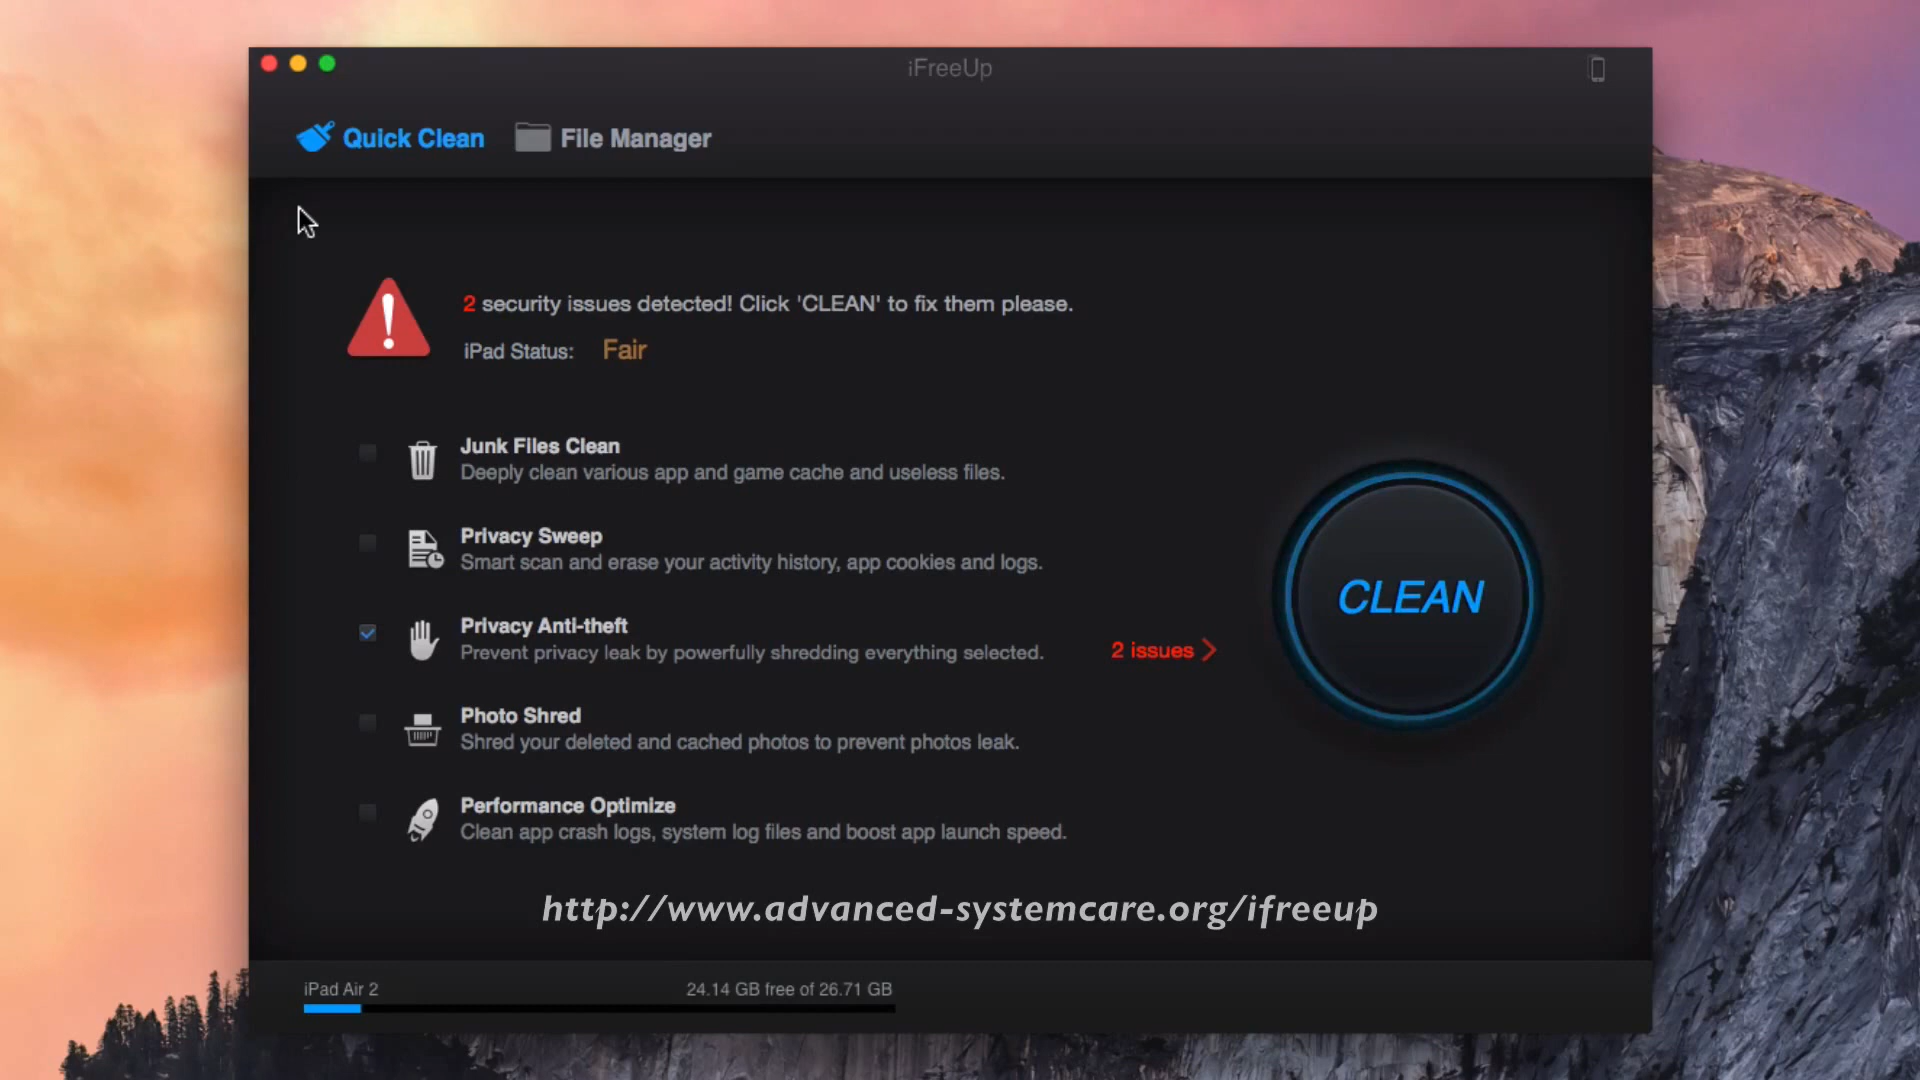 iFreeUp
Quick Clean
File Manager
2 security issues detected! Click 'CLEAN' to fix them please.
iPad Status: Fair
Junk Files Clean
Deeply clean various app and game cache and useless files.
Privacy Sweep
Smart scan and erase your activity history, app cookies and logs.
Privacy Anti-theft
Prevent privacy leak by powerfully shredding everything selected.
2 issues
CLEAN
Photo Shred
Shred your deleted and cached photos to prevent photos leak.
Performance Optimize
Clean app crash logs, system log files and boost app launch speed.
http://www.advanced-systemcare.org/ifreeup
iPad Air 2
24.14 GB free of 26.71 GB